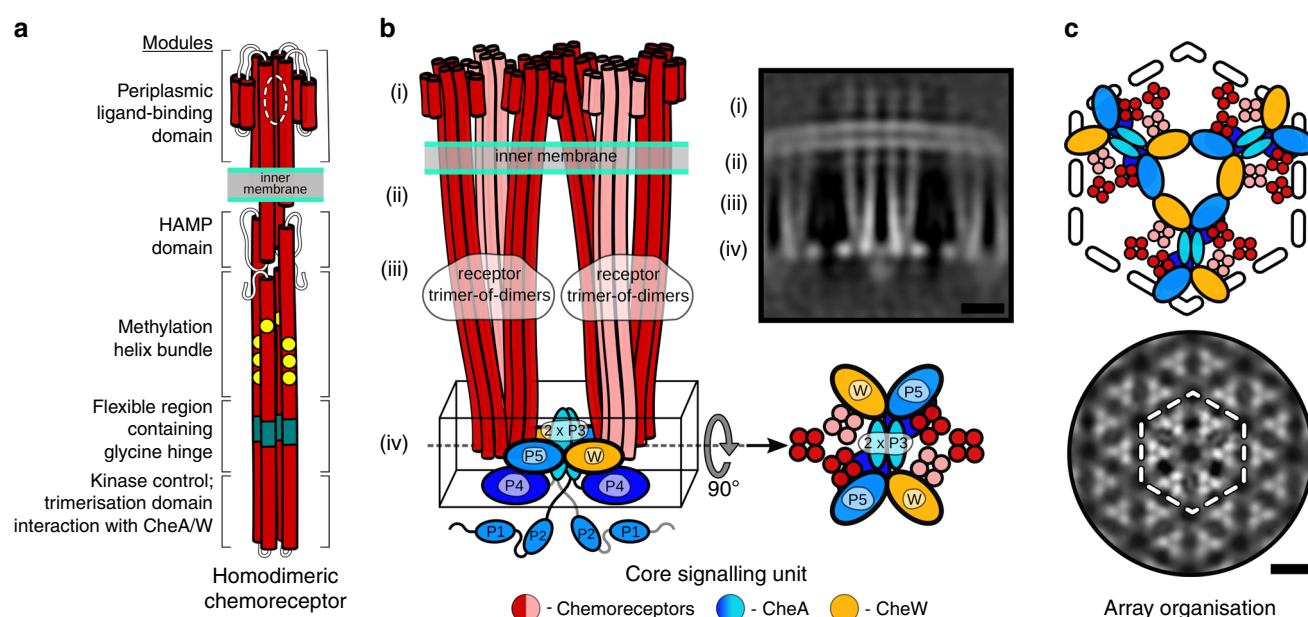 a
Modules
Periplasmic
ligand-binding
domain
inner
membrane
HAMP
domain
Methylation
helix bundle
Flexible region
containing
glycine hinge
Kinase control;
trimerisation domain
interaction with CheA/W
Homodimeric
chemoreceptor
b
(i)
inner membrane
(ii)
(iii)
receptor
trimer-of-dimers
receptor
trimer-of-dimers
(iv)
2 x P3
P5
W
P4
P4
P1
P2
P2
P1
(i)
(ii)
(iii)
(iv)
90°
W
P5
2 x P3
P5
W
Core signalling unit
- Chemoreceptors
- CheA
- CheW
c
Array organisation